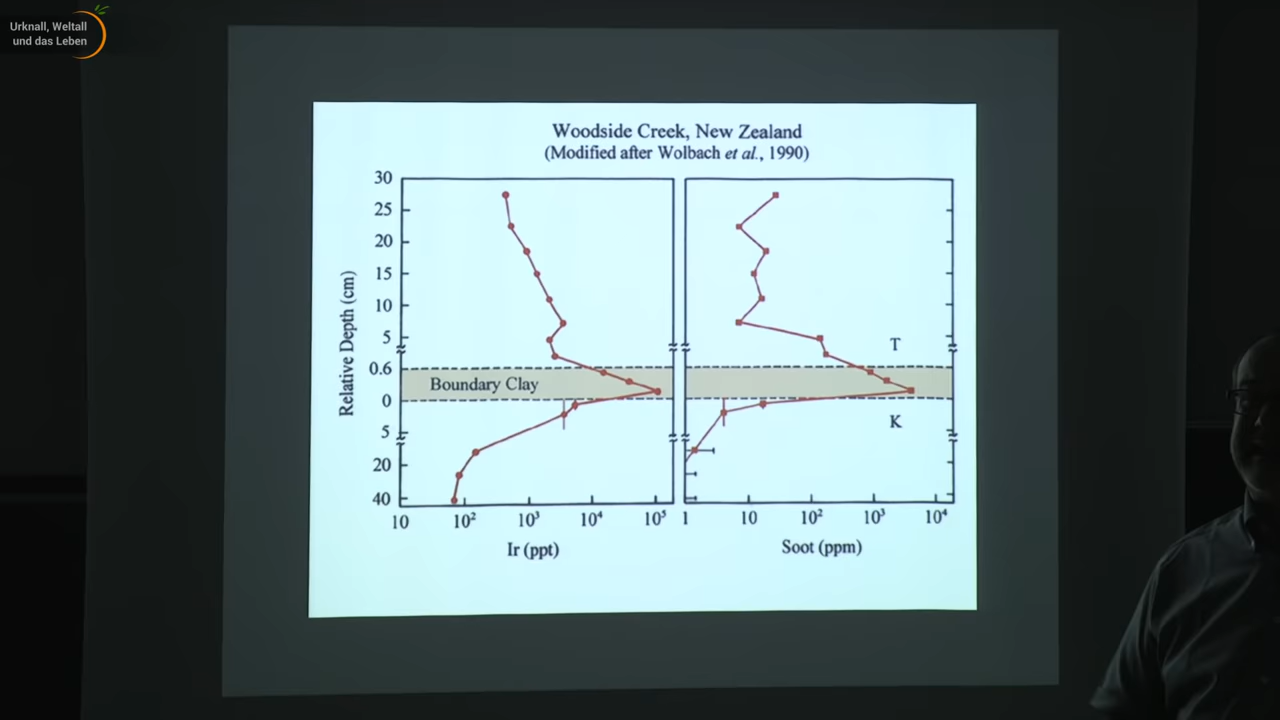 Urknall, Weltall
und das Leben
Woodside Creek, New Zealand
(Modified after Wolbach et al., 1990)
30
25
20
15
10
5
0.6
0
5
20
40
Relative Depth (cm)
Boundary Clay
T
K
10
10²
10³
10⁴
10⁵
1
10
10²
10³
10⁴
Ir (ppt)
Soot (ppm)